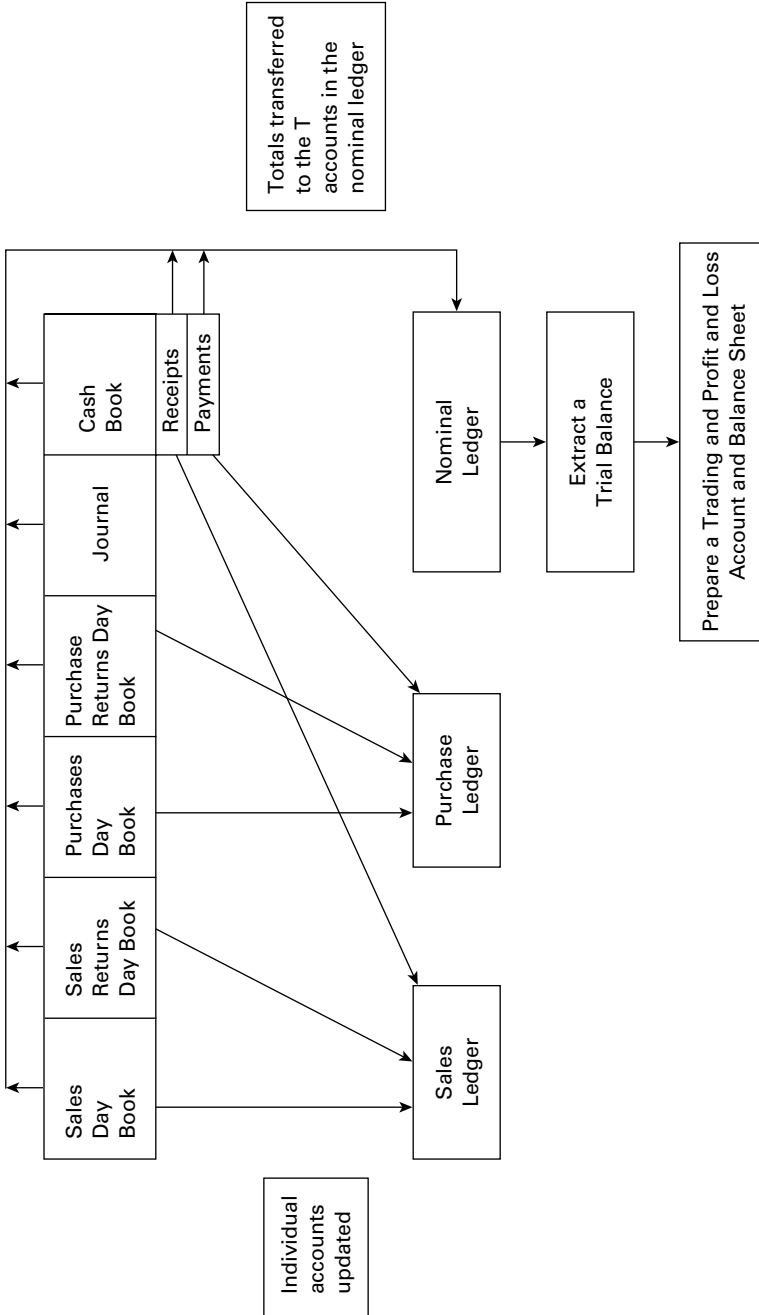 Sales
Day
Book
Sales
Returns
Day Book
Purchases
Day
Book
Purchase
Returns Day
Book
Journal
Cash
Book
Receipts
Payments
Individual
accounts
updated
Totals transferred
to the T
accounts in the
nominal ledger
Sales
Ledger
Purchase
Ledger
Nominal
Ledger
Extract a
Trial Balance
Prepare a Trading and Profit and Loss
Account and Balance Sheet